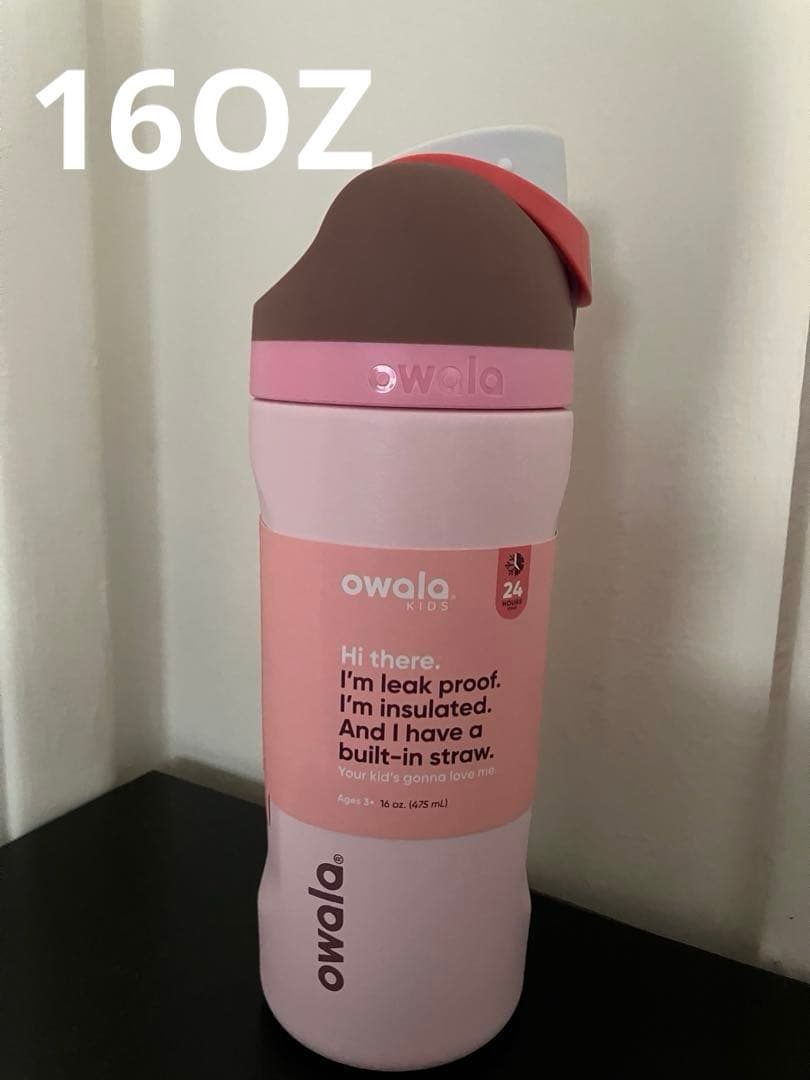 16OZ
owala
owala
KIDS
24
HOURS
Hi there.
I'm leak proof.
I'm insulated.
And I have a
built-in straw.
Your kid's gonna love me.
Ages 3+ 16 oz. (475 mL)
owala®